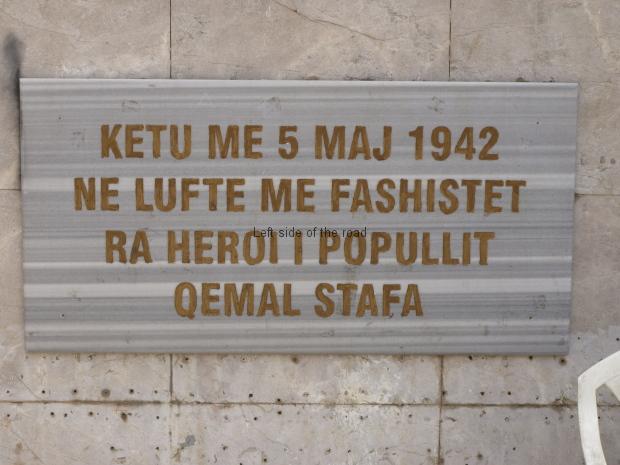 KETU ME 5 MAJ 1942
NE LUFTE ME FASHISTET
Left side of the road
RA HEROI I POPULLIT
QEMAL STAFA